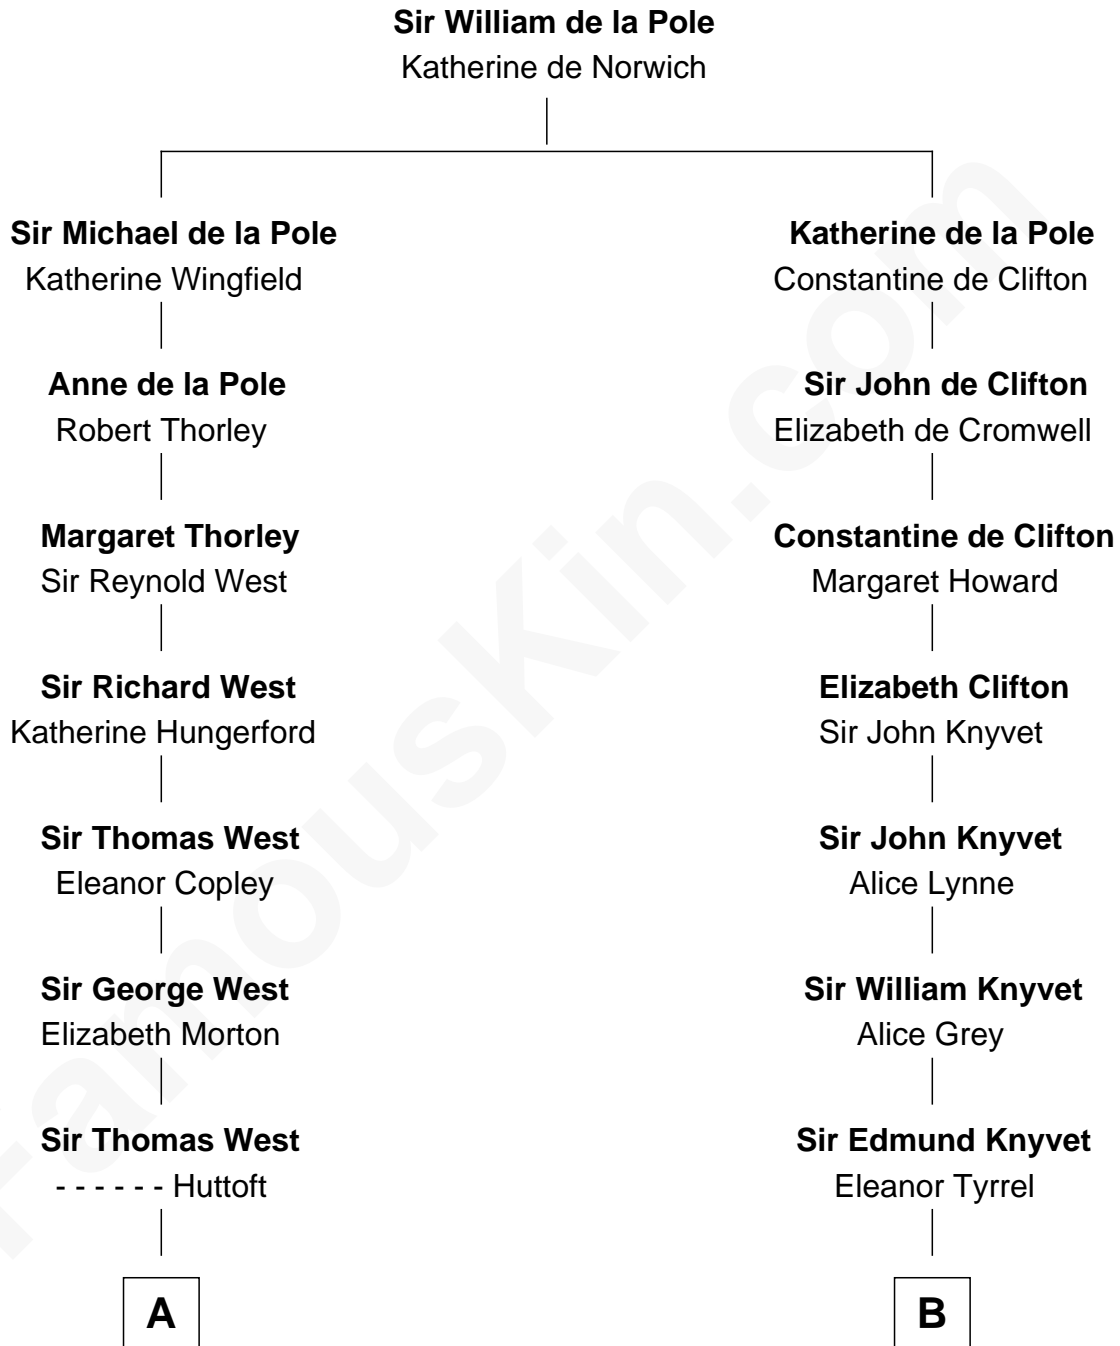 Sir William de la Pole
Katherine de Norwich
Sir Michael de la Pole
Katherine Wingfield
Katherine de la Pole
Constantine de Clifton
Anne de la Pole
Robert Thorley
Sir John de Clifton
Elizabeth de Cromwell
Margaret Thorley
Sir Reynold West
Constantine de Clifton
Margaret Howard
Sir Richard West
Katherine Hungerford
Elizabeth Clifton
Sir John Knyvet
Sir Thomas West
Eleanor Copley
Sir John Knyvet
Alice Lynne
Sir George West
Elizabeth Morton
Sir William Knyvet
Alice Grey
Sir Thomas West
- - - - - - Huttoft
Sir Edmund Knyvet
Eleanor Tyrrel
A
B
FamousKin.com